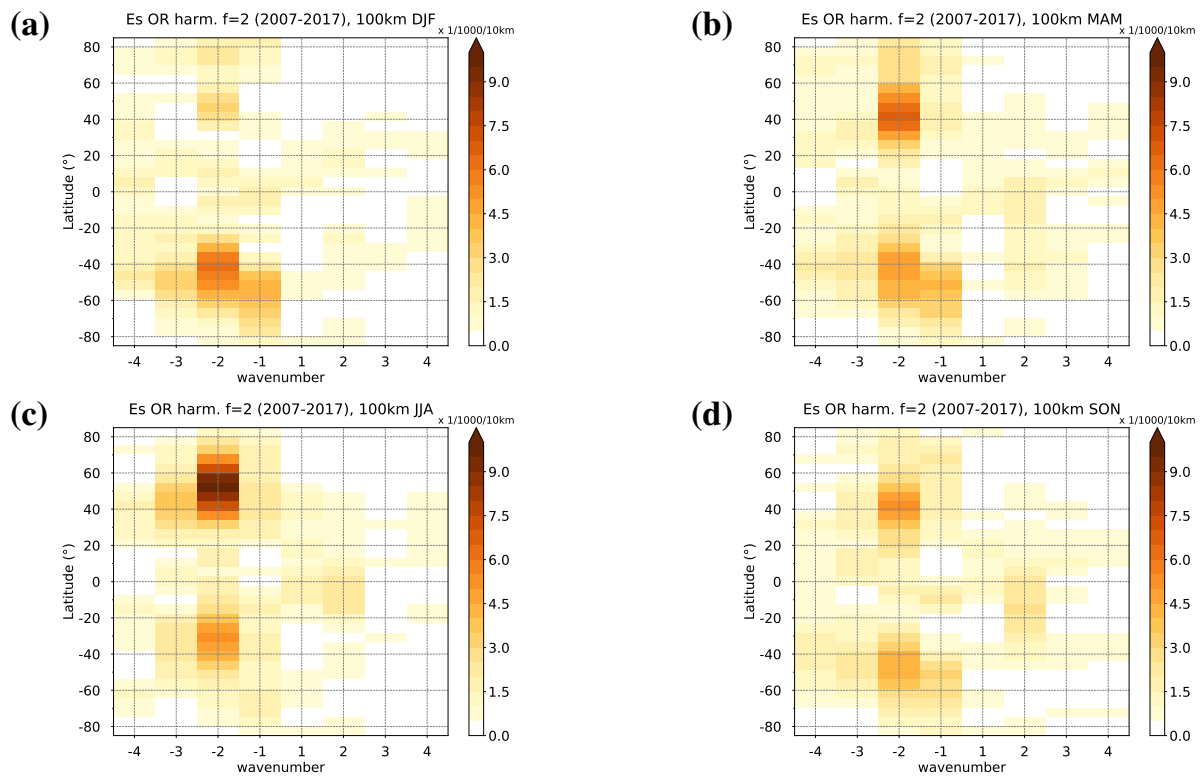 (a)
Es OR harm. f=2 (2007-2017), 100km DJF
x 1/1000/10km
80
60
40
20
0
-20
-40
-60
-80
Latitude (°)
-4 -3 -2 -1 1 2 3 4
wavenumber
9.0
7.5
6.0
4.5
3.0
1.5
0.0
(b)
Es OR harm. f=2 (2007-2017), 100km MAM
x 1/1000/10km
80
60
40
20
0
-20
-40
-60
-80
Latitude (°)
-4 -3 -2 -1 1 2 3 4
wavenumber
9.0
7.5
6.0
4.5
3.0
1.5
0.0
(c)
Es OR harm. f=2 (2007-2017), 100km JJA
x 1/1000/10km
80
60
40
20
0
-20
-40
-60
-80
Latitude (°)
-4 -3 -2 -1 1 2 3 4
wavenumber
9.0
7.5
6.0
4.5
3.0
1.5
0.0
(d)
Es OR harm. f=2 (2007-2017), 100km SON
x 1/1000/10km
80
60
40
20
0
-20
-40
-60
-80
Latitude (°)
-4 -3 -2 -1 1 2 3 4
wavenumber
9.0
7.5
6.0
4.5
3.0
1.5
0.0